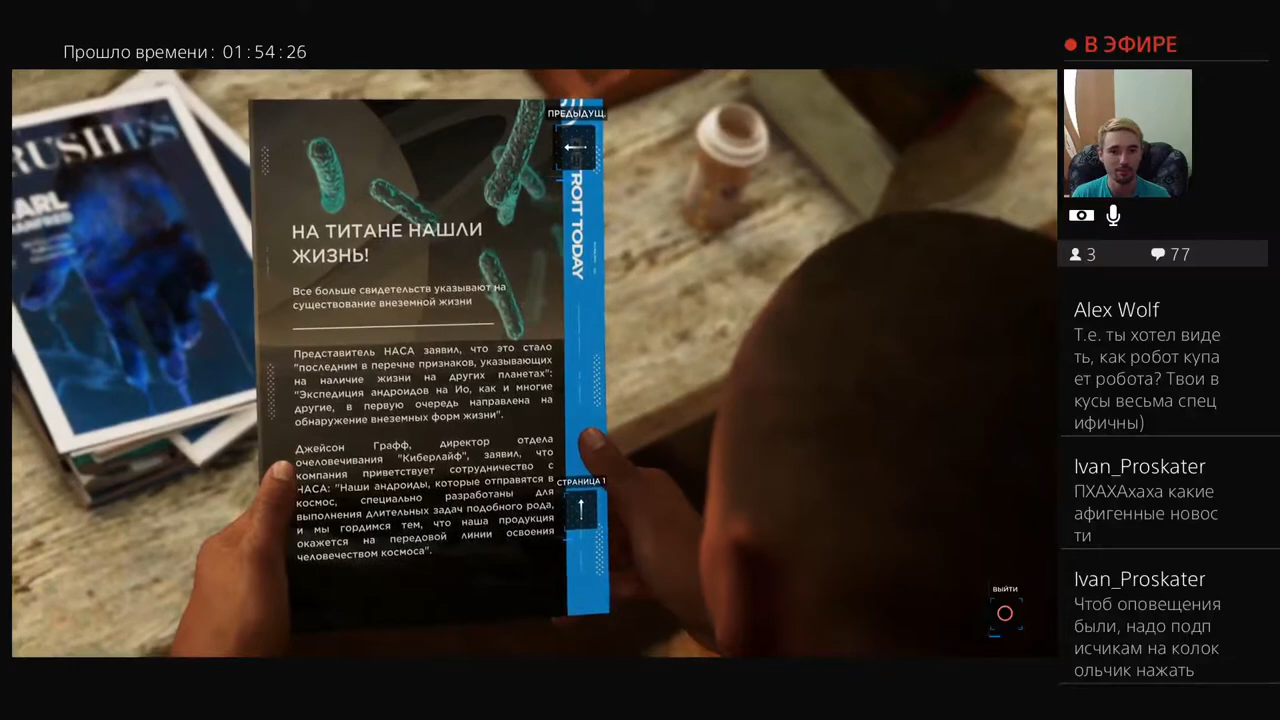 Прошло времени: 01:54:26
В ЭФИРЕ
RUSHES
ПРЕДЫДУЩ.
TROIT TODAY
НА ТИТАНЕ НАШЛИ
ЖИЗНЬ!
Все больше свидетельств указывают на
существование внеземной жизни
Представитель НАСА заявил, что это стало
"последним в перечне признаков, указывающих
на наличие жизни на других планетах":
"Экспедиция андроидов на Ио, как и многие
другие, в первую очередь направлена на
обнаружение внеземных форм жизни".
Джейсон Графф, директор отдела
очеловечивания "Киберлайф", заявил, что
компания приветствует сотрудничество с
НАСА: "Наши андроиды, которые отправятся в
космос, специально разработаны для
выполнения длительных задач подобного рода,
и мы гордимся тем, что наша продукция
окажется на передовой линии освоения
человечеством космоса".
СТРАНИЦА 1
ВЫЙТИ
3
77
Alex Wolf
Т.е. ты хотел виде
ть, как робот купа
ет робота? Твои в
кусы весьма спец
ифичны)
Ivan_Proskater
ПХАХАхаха какие
афигенные новос
ти
Ivan_Proskater
Чтоб оповещения
были, надо подп
исчикам на колок
ольчик нажать